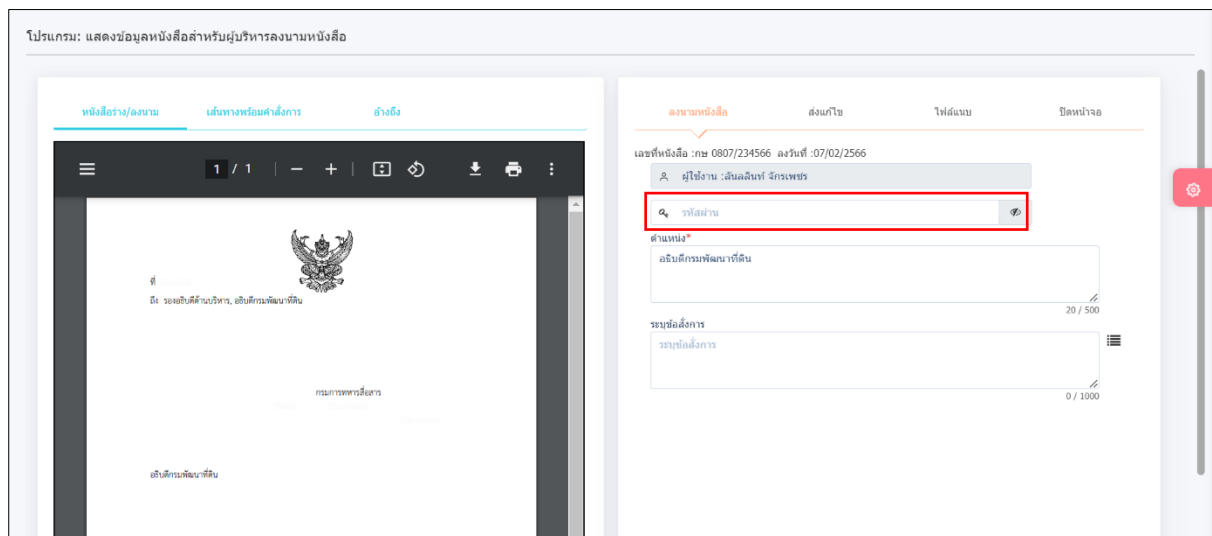 โปรแกรม: แสดงข้อมูลหนังสือสำหรับผู้บริหารลงนามหนังสือ
หนังสือร่าง/ลงนาม เส้นทางพร้อมคำสั่งการ อ้างถึง
1 / 1
ที่
ถึง รองอธิบดีด้านบริหาร, อธิบดีกรมพัฒนาที่ดิน
กรมการทหารสื่อสาร
อธิบดีกรมพัฒนาที่ดิน
ลงนามหนังสือ ส่งแก้ไข ไฟล์แนบ ปิดหน้าจอ
เลขที่หนังสือ :กษ 0807/234566 ลงวันที่ :07/02/2566
ผู้ใช้งาน :ลันลลินท์ จักรเพชร
รหัสผ่าน
ตำแหน่ง*
อธิบดีกรมพัฒนาที่ดิน
20 / 500
ระบุข้อสั่งการ
ระบุข้อสั่งการ
0 / 1000